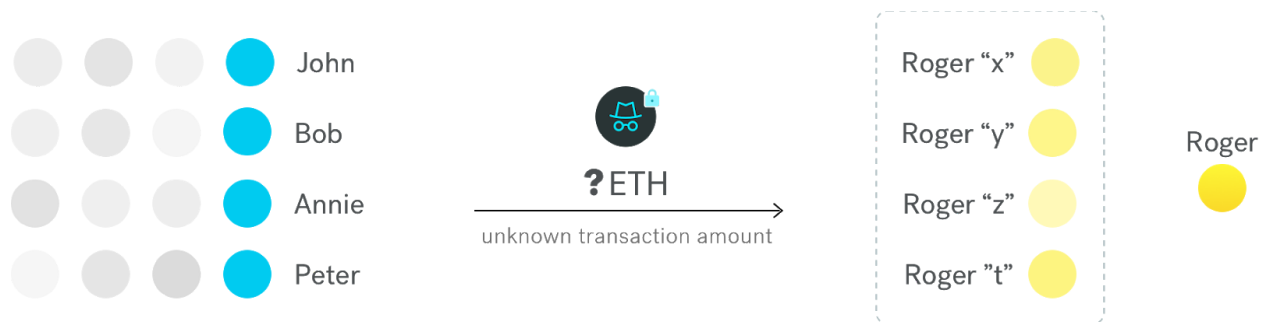 John
Bob
Annie
Peter
? ETH
unknown transaction amount
Roger “x”
Roger “y”
Roger “z”
Roger ”t”
Roger